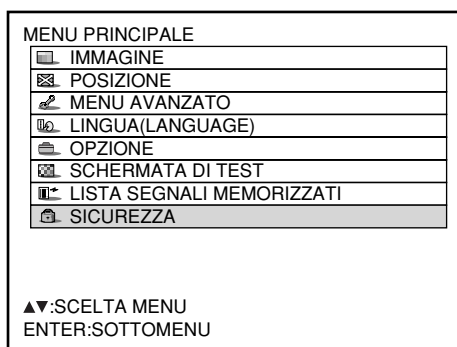 MENU PRINCIPALE
IMMAGINE
POSIZIONE
MENU AVANZATO
LINGUA(LANGUAGE)
OPZIONE
SCHERMATA DI TEST
LISTA SEGNALI MEMORIZZATI
SICUREZZA
▲▼:SCELTA MENU
ENTER:SOTTOMENU